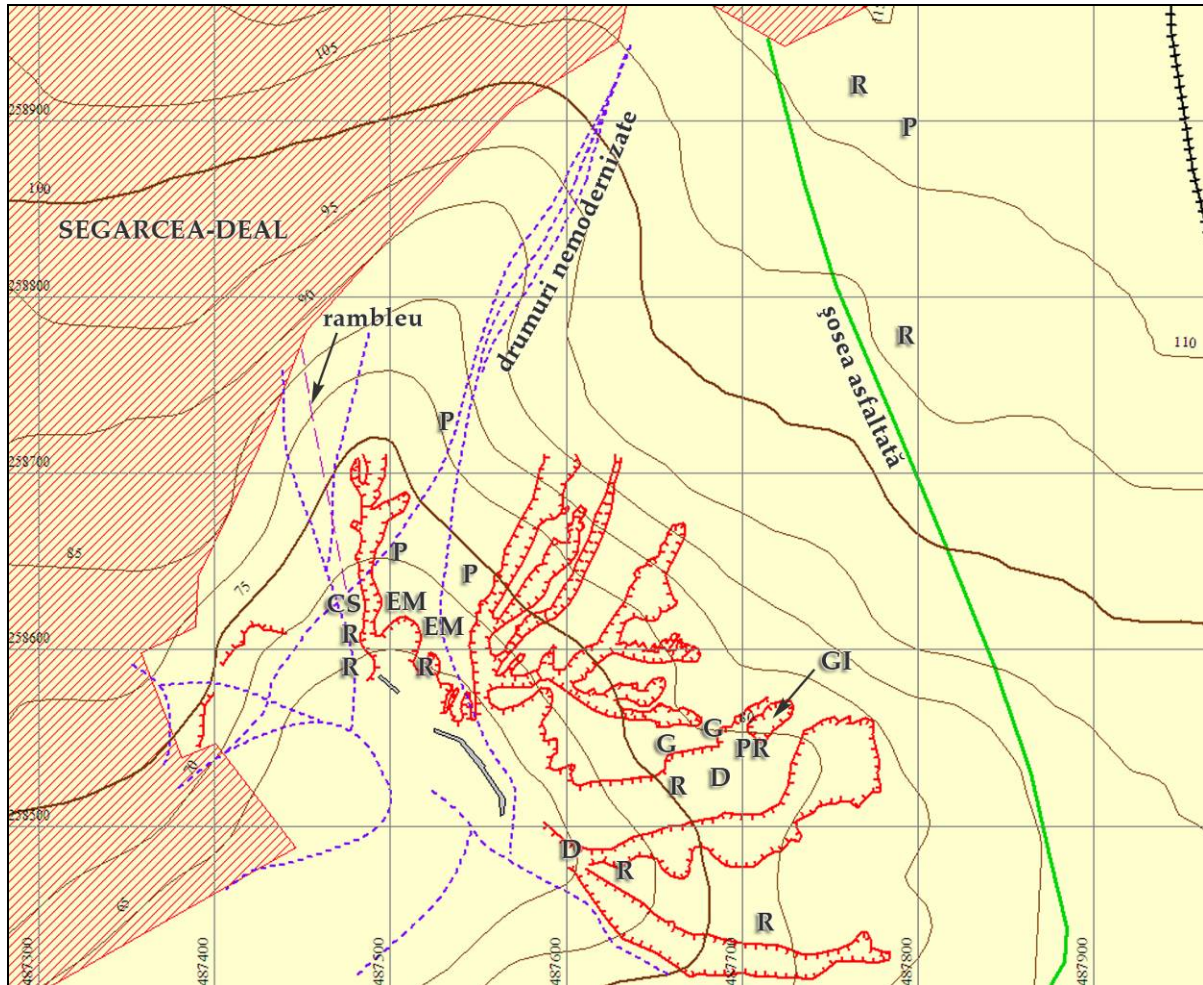 105
R
258900
P
drumuri nemodernizate
100
95
SEGARCEA-DEAL
90
258800
rambleu
şosea asfaltată
R
110
P
258700
85
P
P
75
CS
EM
EM
R
258600
R
R
GI
80
G
G
PR
70
R
D
258500
D
R
65
R
487300
487400
487500
487600
487700
487800
487900